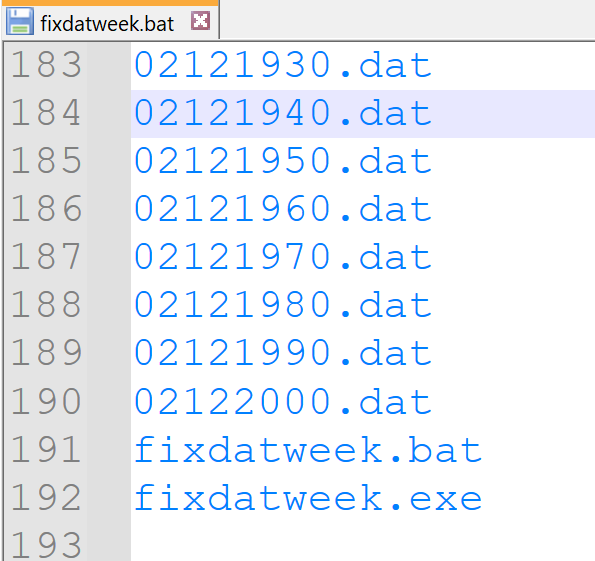 fixdatweek.bat
183 02121930.dat
184 02121940.dat
185 02121950.dat
186 02121960.dat
187 02121970.dat
188 02121980.dat
189 02121990.dat
190 02122000.dat
191 fixdatweek.bat
192 fixdatweek.exe
193